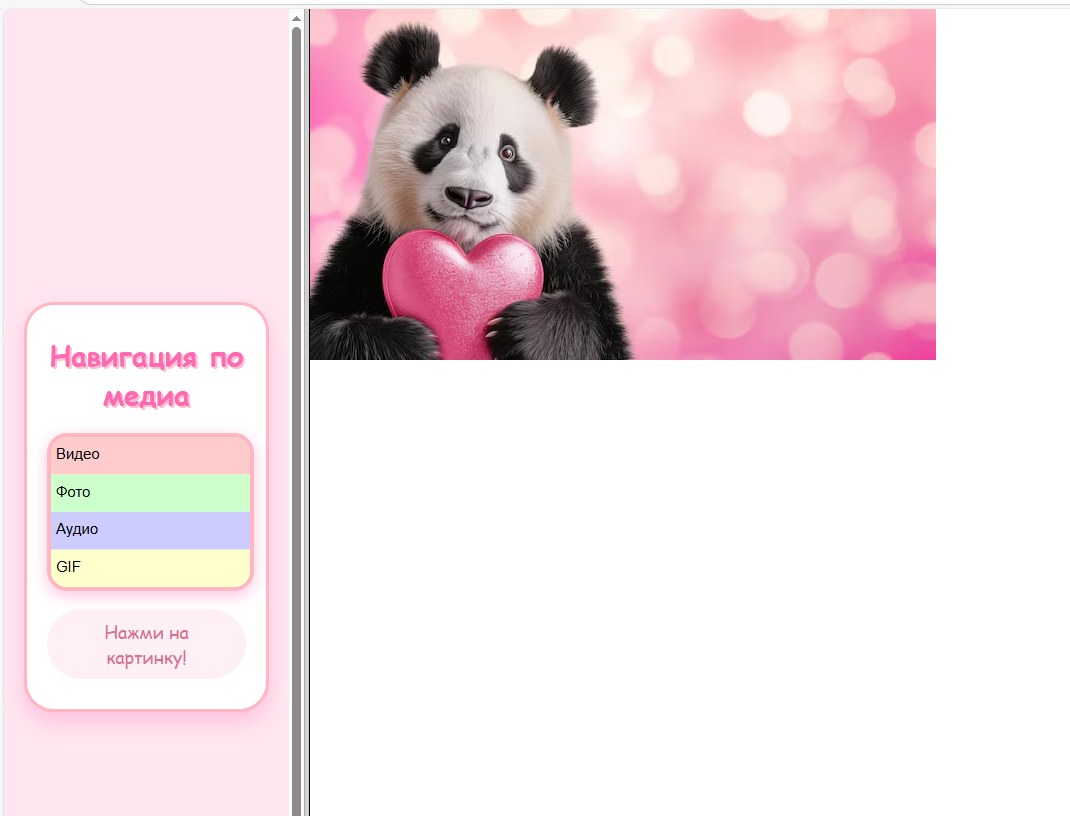 Навигация по
медиа
Видео
Фото
Аудио
GIF
Нажми на
картинку!